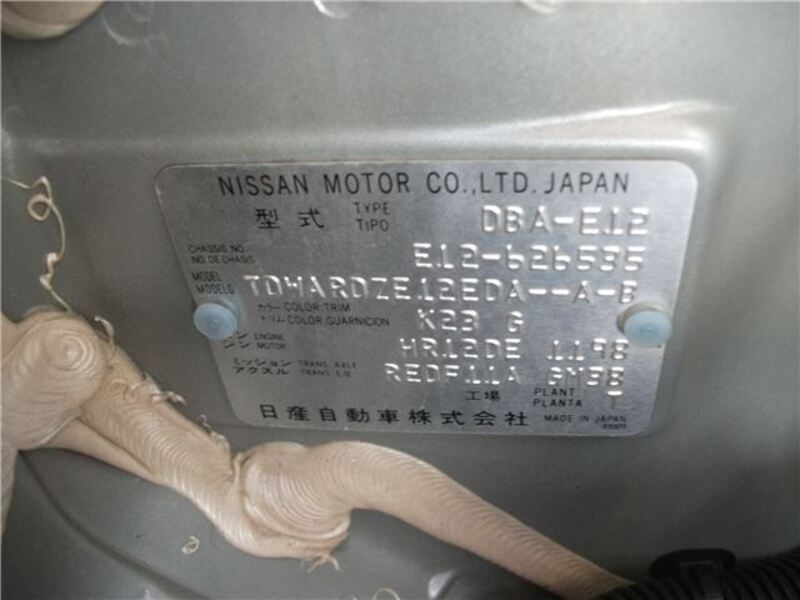 NISSAN MOTOR CO.,LTD. JAPAN
型式 TYPE TIPO DBA-E12
CHASSIS NO. NO. DE CHASIS E12-626535
MODEL MODELO TDWARDZE12EDA--A-B
カラー COLOR,TRIM トリム COLOR,GUARNICION K23 G
ジン ENGINE ジン MOTOR HR12DE 1198
ミッション アクスル TRANS. AXLE TRANS. EJE RE0F11A GM38
工場 PLANT PLANTA T
日産自動車株式会社 MADE IN JAPAN